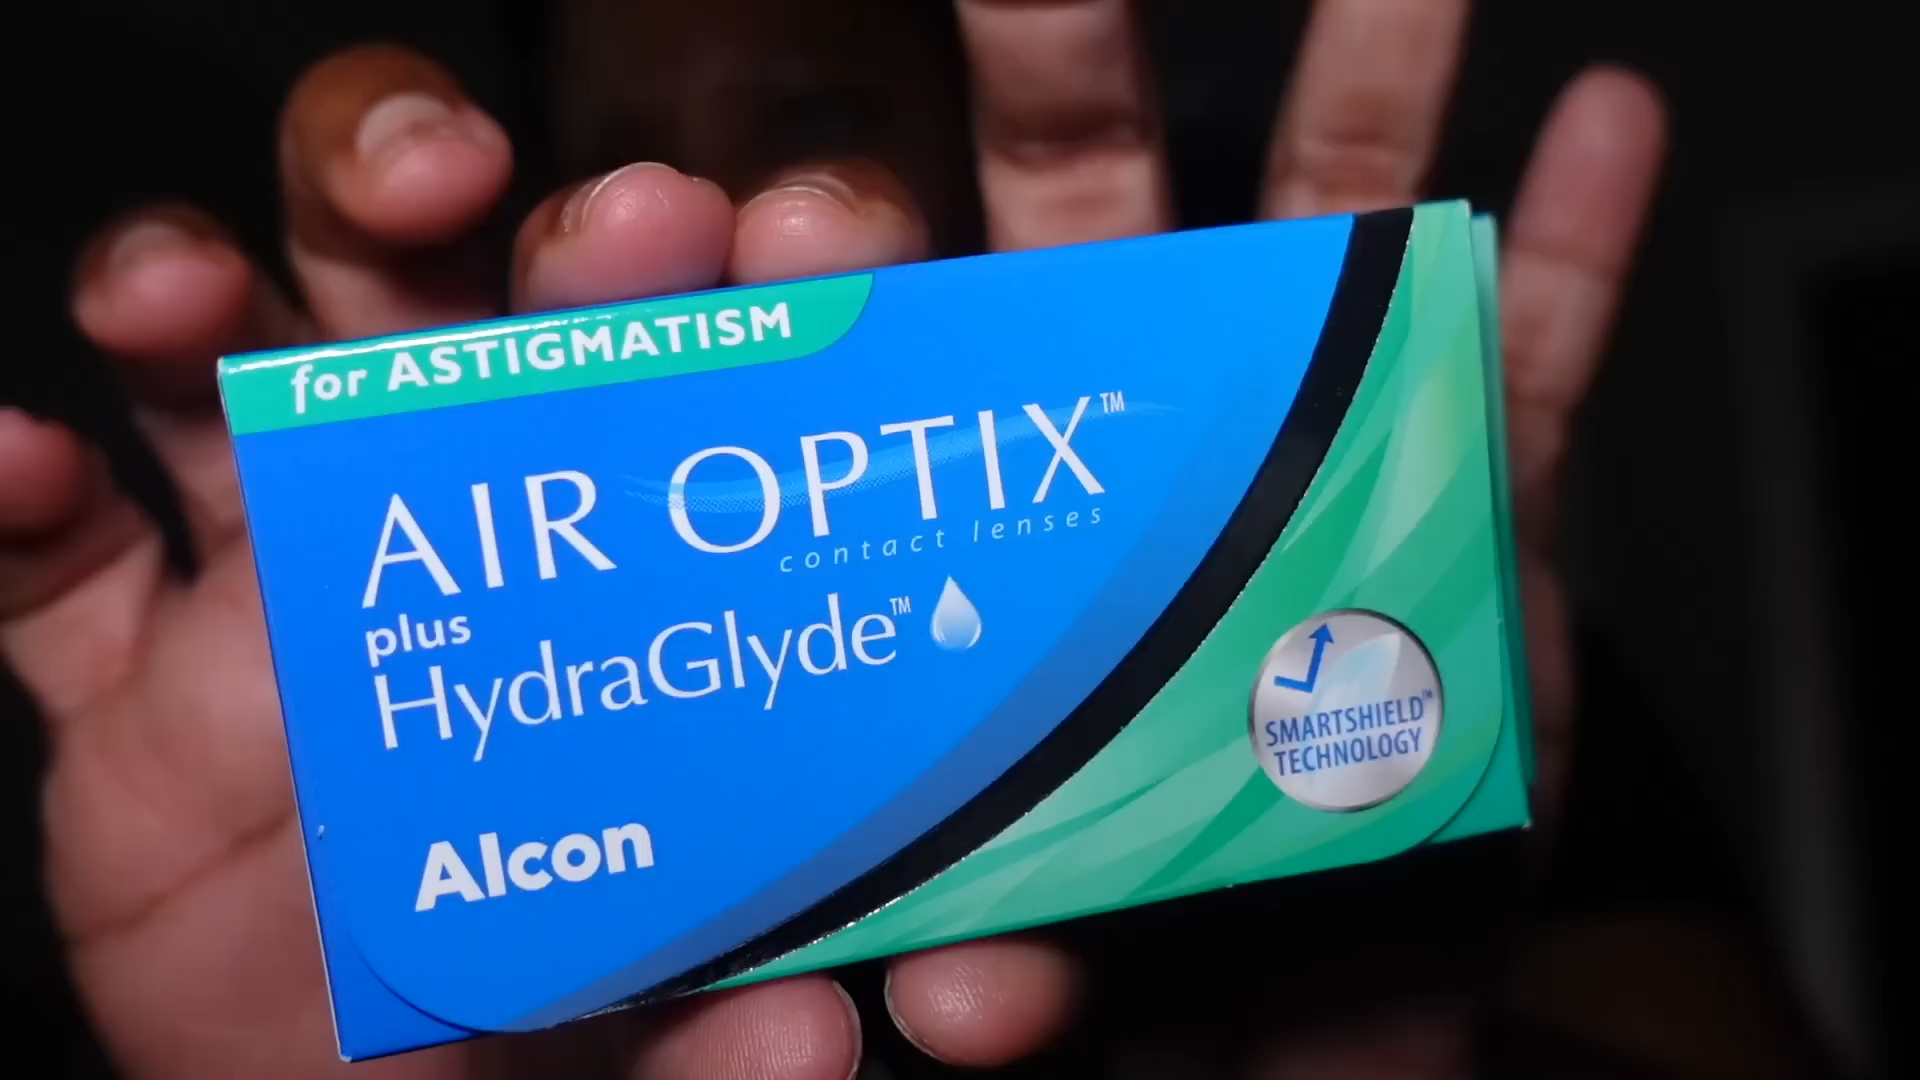 for ASTIGMATISM
AIR OPTIX™
contact lenses
plus
HydraGlyde™
SMARTSHIELD™
TECHNOLOGY
Alcon